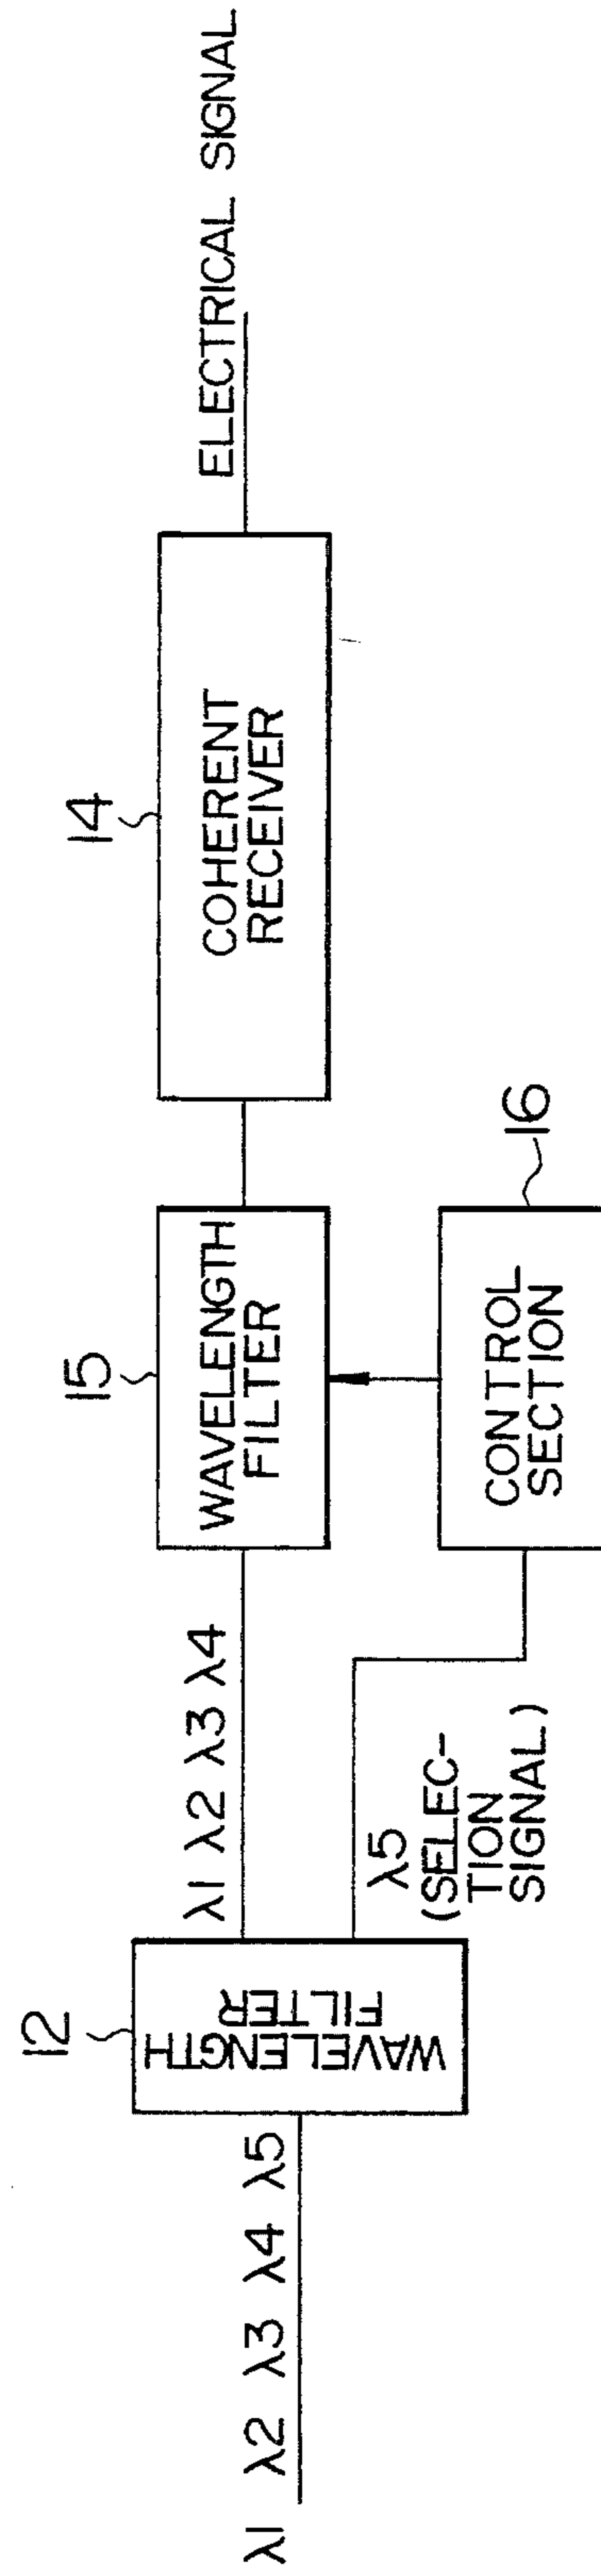 λ1 λ2 λ3 λ4 λ5
12
WAVELENGTH
FILTER
λ1 λ2 λ3 λ4
λ5
(SELEC-
TION
SIGNAL)
15
WAVELENGTH
FILTER
16
CONTROL
SECTION
14
COHERENT
RECEIVER
ELECTRICAL SIGNAL